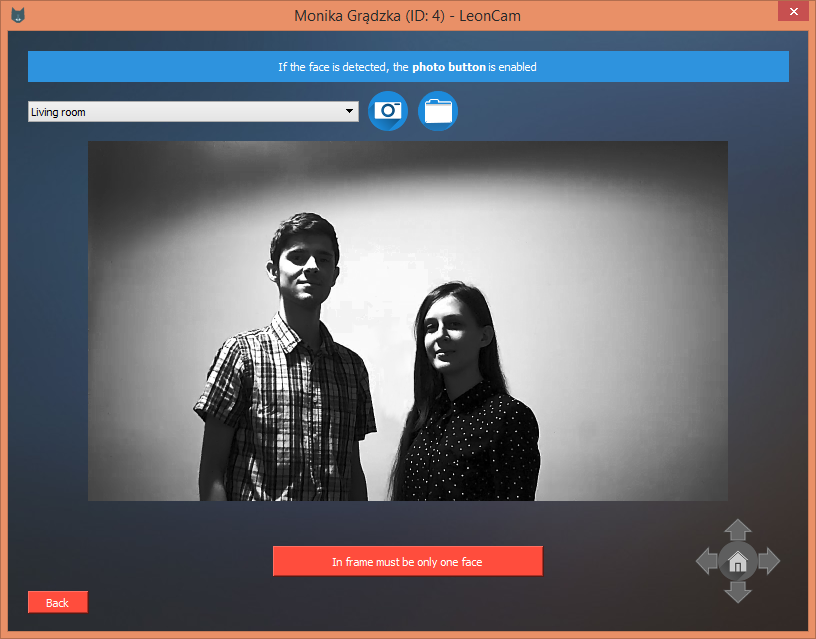 Monika Grądzka (ID: 4) - LeonCam
If the face is detected, the photo button is enabled
Living room
In frame must be only one face
Back